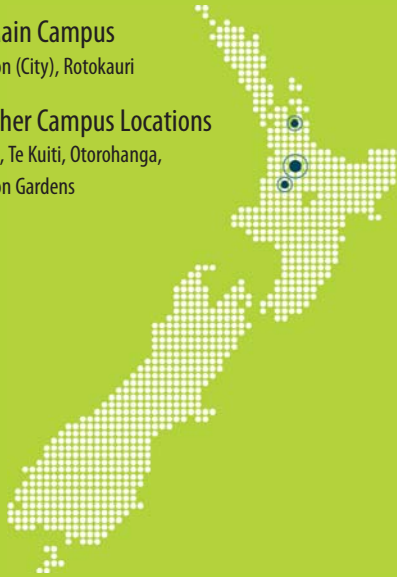 ain Campus
on (City), Rotokauri
her Campus Locations
, Te Kuiti, Otorohanga,
on Gardens